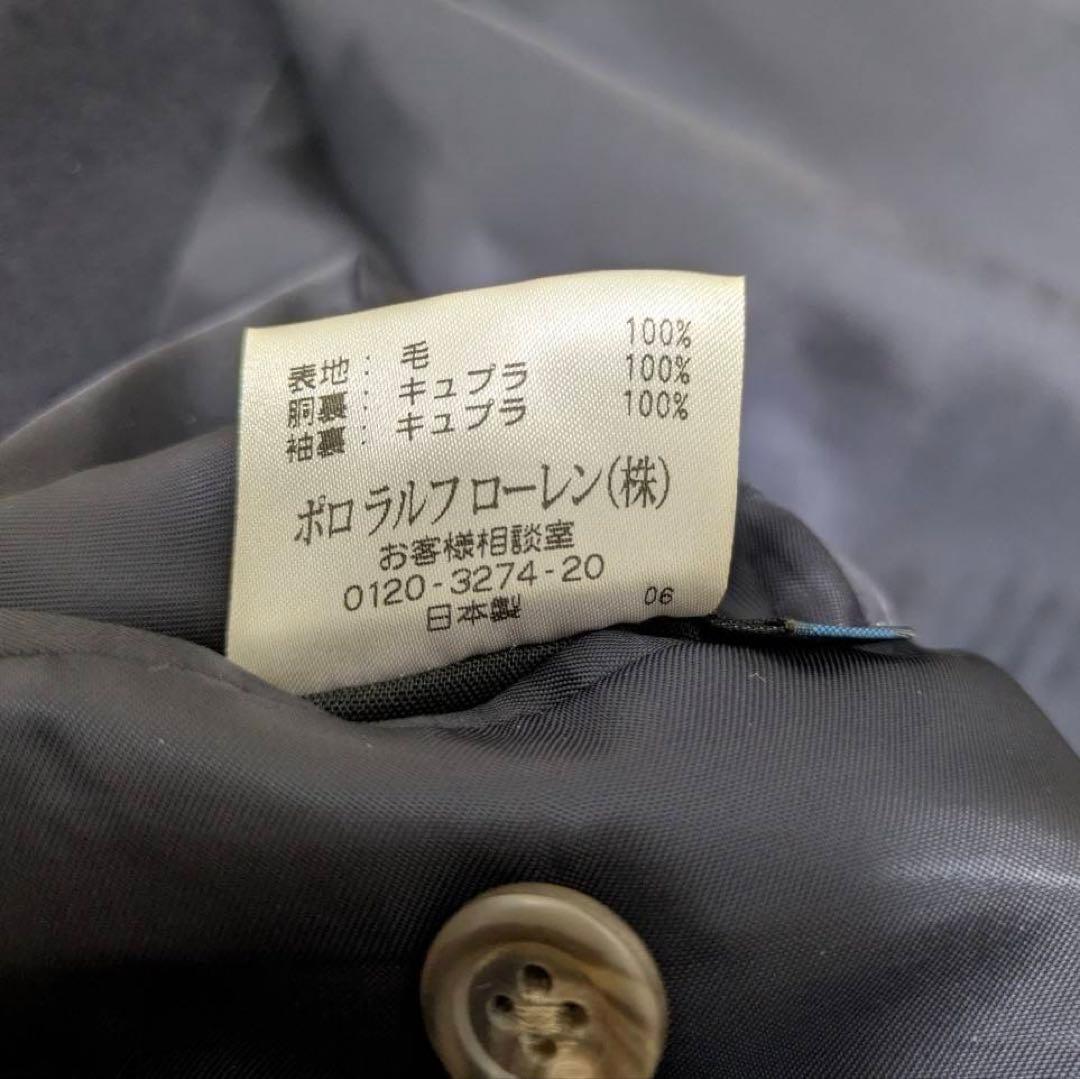 表地： 毛 100%
胴裏： キュプラ 100%
袖裏： キュプラ 100%
ポロ ラルフ ローレン(株)
お客様相談室
0120-3274-20
日本製 06